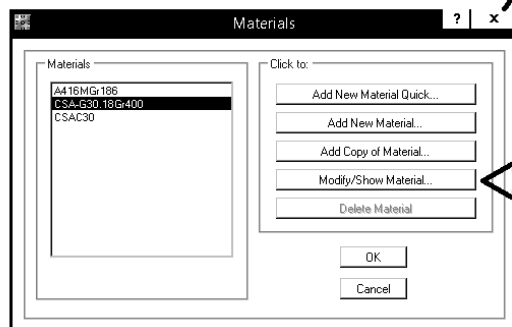 Materials
? x
Materials
Click to:
A416MGr186
CSA-G30.18Gr400
CSAC30
Add New Material Quick...
Add New Material...
Add Copy of Material...
Modify/Show Material...
Delete Material
OK
Cancel